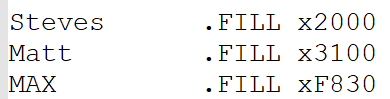 Steves .FILL x2000
Matt .FILL x3100
MAX .FILL xF830